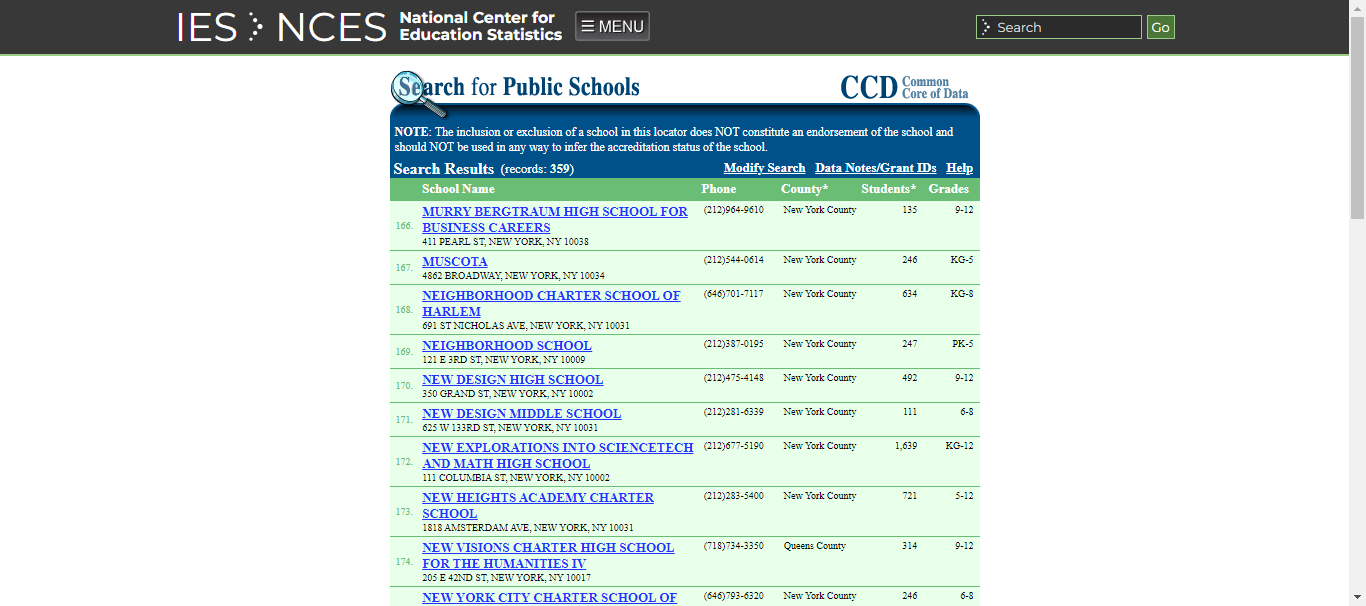 IES NCES National Center for Education Statistics ☰ MENU Search Go
Search for Public Schools CCD Common Core of Data
NOTE: The inclusion or exclusion of a school in this locator does NOT constitute an endorsement of the school and
should NOT be used in any way to infer the accreditation status of the school.
Search Results (records: 359) Modify Search Data Notes/Grant IDs Help
School Name Phone County* Students* Grades
166. MURRY BERGTRAUM HIGH SCHOOL FOR (212)964-9610 New York County 135 9-12
BUSINESS CAREERS
411 PEARL ST, NEW YORK, NY 10038
167. MUSCOTA (212)544-0614 New York County 246 KG-5
4862 BROADWAY, NEW YORK, NY 10034
168. NEIGHBORHOOD CHARTER SCHOOL OF (646)701-7117 New York County 634 KG-8
HARLEM
691 ST NICHOLAS AVE, NEW YORK, NY 10031
169. NEIGHBORHOOD SCHOOL (212)387-0195 New York County 247 PK-5
121 E 3RD ST, NEW YORK, NY 10009
170. NEW DESIGN HIGH SCHOOL (212)475-4148 New York County 492 9-12
350 GRAND ST, NEW YORK, NY 10002
171. NEW DESIGN MIDDLE SCHOOL (212)281-6339 New York County 111 6-8
625 W 133RD ST, NEW YORK, NY 10031
172. NEW EXPLORATIONS INTO SCIENCETECH (212)677-5190 New York County 1,639 KG-12
AND MATH HIGH SCHOOL
111 COLUMBIA ST, NEW YORK, NY 10002
173. NEW HEIGHTS ACADEMY CHARTER (212)283-5400 New York County 721 5-12
SCHOOL
1818 AMSTERDAM AVE, NEW YORK, NY 10031
174. NEW VISIONS CHARTER HIGH SCHOOL (718)734-3350 Queens County 314 9-12
FOR THE HUMANITIES IV
205 E 42ND ST, NEW YORK, NY 10017
NEW YORK CITY CHARTER SCHOOL OF (646)793-6320 New York County 246 6-8